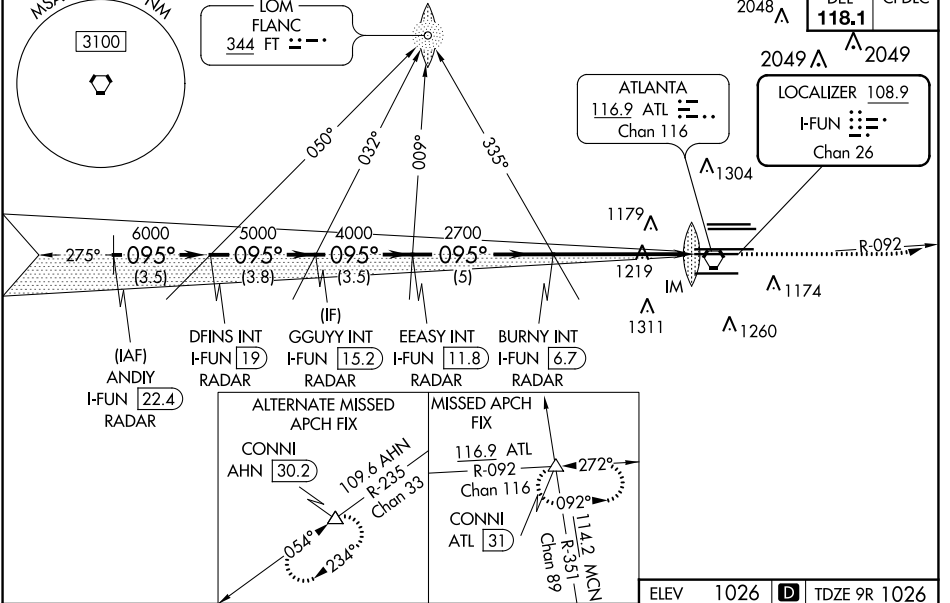 MSA
NM
3100
LOM
FLANC
344 FT
2048
118.1
2049
2049
ATLANTA
116.9 ATL
Chan 116
LOCALIZER 108.9
I-FUN
Chan 26
050°
032°
009°
335°
1304
1179
6000
5000
4000
2700
275°
095°
095°
095°
095°
R-092
(3.5)
(3.8)
(3.5)
(5)
1219
IM
1174
1311
1260
(IAF)
ANDIY
I-FUN 22.4
RADAR
DFINS INT
I-FUN 19
RADAR
(IF)
GGUYY INT
I-FUN 15.2
RADAR
EEASY INT
I-FUN 11.8
RADAR
BURNY INT
I-FUN 6.7
RADAR
ALTERNATE MISSED
APCH FIX
CONNI
AHN 30.2
109.6 AHN
R-235
Chan 33
054°
234°
MISSED APCH
FIX
116.9 ATL
R-092
Chan 116
272°
092°
CONNI
ATL 31
114.2 MCN
R-351
Chan 89
ELEV 1026 D TDZE 9R 1026